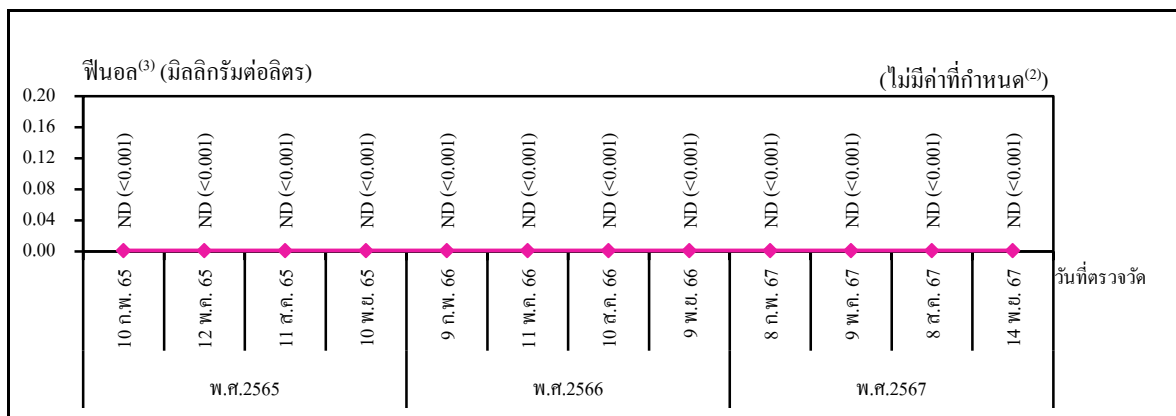 ฟีนอล(3) (มิลลิกรัมต่อลิตร)
(ไม่มีค่าที่กำหนด(2))
0.20
0.16
0.12
0.08
0.04
0.00
ND (<0.001)
ND (<0.001)
ND (<0.001)
ND (<0.001)
ND (<0.001)
ND (<0.001)
ND (<0.001)
ND (<0.001)
ND (<0.001)
ND (<0.001)
ND (<0.001)
ND (<0.001)
10 ก.พ. 65
12 พ.ค. 65
11 ส.ค. 65
10 พ.ย. 65
9 ก.พ. 66
11 พ.ค. 66
10 ส.ค. 66
9 พ.ย. 66
8 ก.พ. 67
9 พ.ค. 67
8 ส.ค. 67
14 พ.ย. 67
วันที่ตรวจวัด
พ.ศ.2565
พ.ศ.2566
พ.ศ.2567